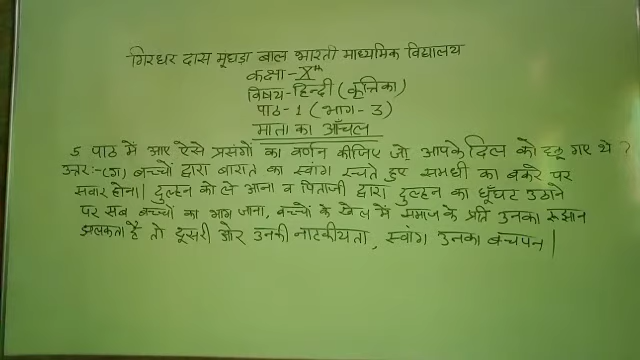 गिरधर दास मूंधड़ा बाल भारती माध्यमिक विद्यालय
कक्षा-Xth
विषय-हिन्दी (कृत्तिका)
पाठ-1 (भाग-3)
माता का आँचल
5 पाठ में आए ऐसे प्रसंगों का वर्णन कीजिए जो आपके दिल को छू गए थे ?
उत्तर:-(ग) बच्चों द्वारा बारात का स्वांग रचते हुए समधी का बकरे पर
सवार होना। दुल्हन को ले आना व पिताजी द्वारा दुल्हन का घूँघट उठाने
पर सब बच्चों का भाग जाना, बच्चों के खेल में समाज के प्रति उनका रूझान
झलकता है तो दूसरी ओर उनकी नाटकीयता, स्वांग उनका बचपन।